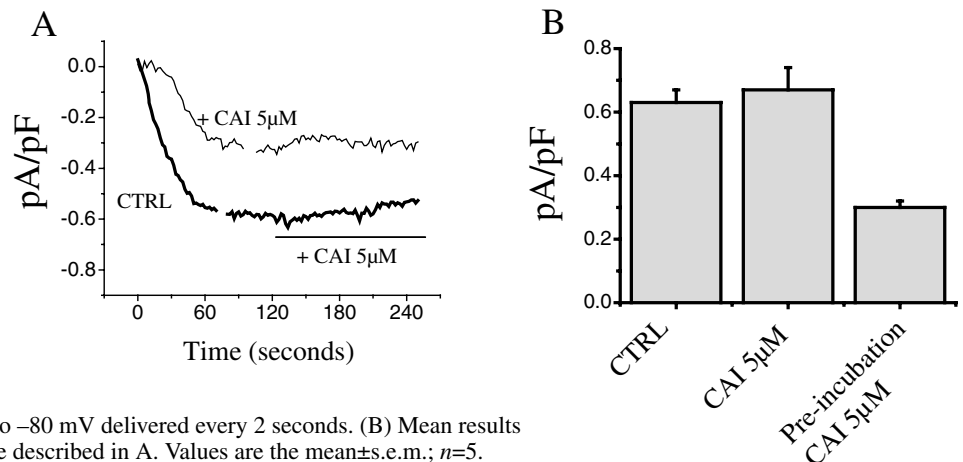 A
0.0
-0.2
-0.4
-0.6
-0.8
pA/pF
+ CAI 5µM
CTRL
+ CAI 5µM
0 60 120 180 240
Time (seconds)
B
0.8
0.6
0.4
0.2
0.0
pA/pF
CTRL
CAI 5µM
Pre-incubation
CAI 5µM
o –80 mV delivered every 2 seconds. (B) Mean results
e described in A. Values are the mean±s.e.m.; n=5.